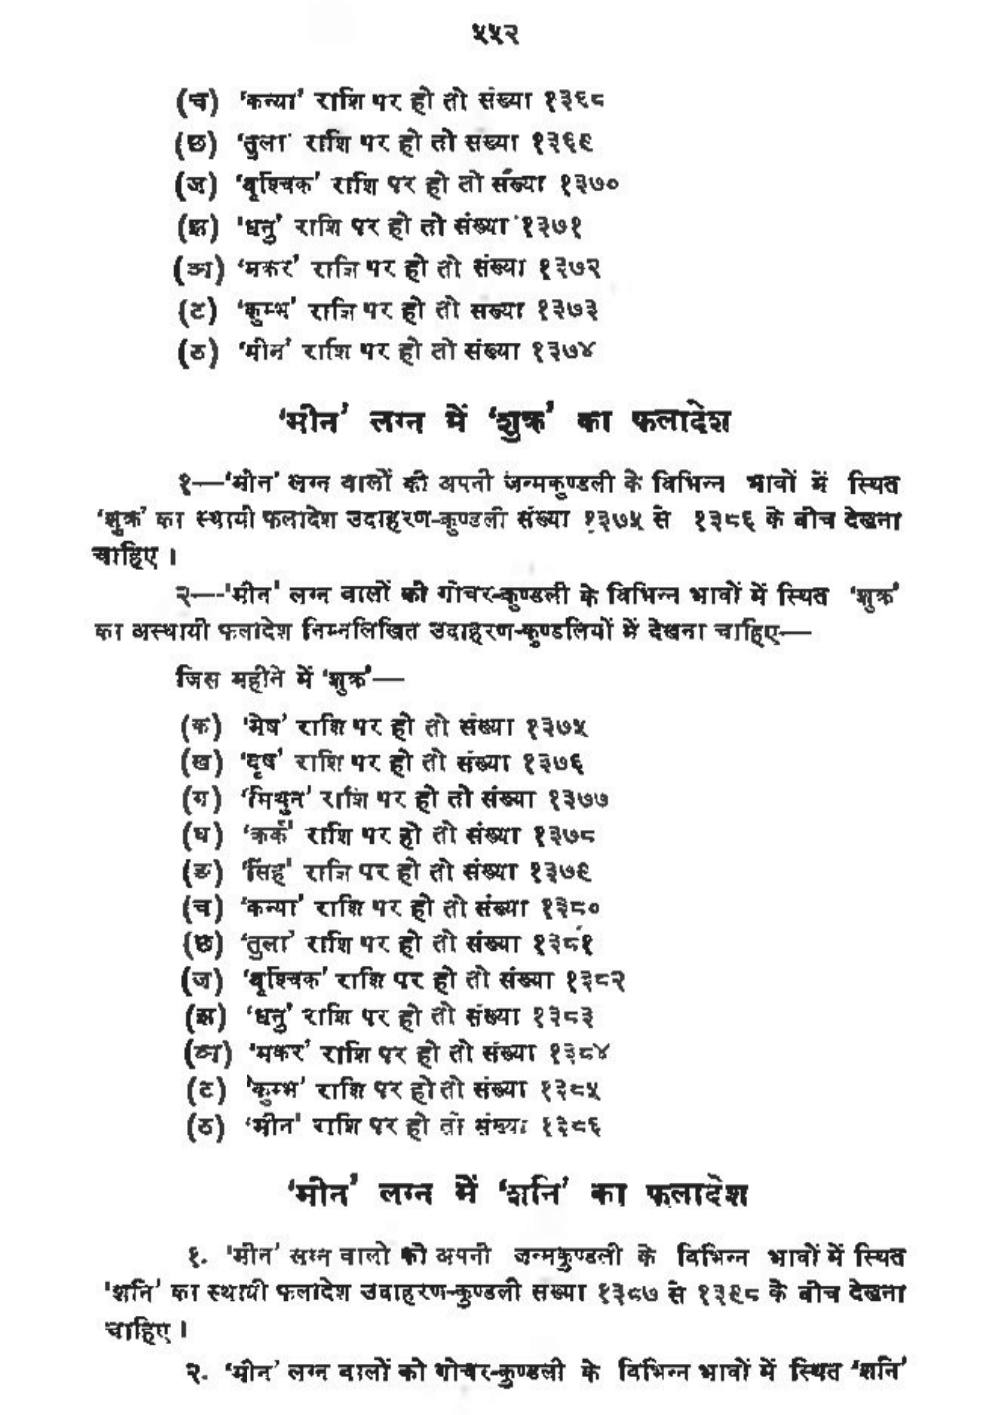 ५५२
(च) 'कन्या' राशि पर हो तो संख्या १३६८
(छ) 'तुला' राशि पर हो तो संख्या १३६९
(ज) 'वृश्चिक' राशि पर हो तो संख्या १३७०
(झ) 'धनु' राशि पर हो तो संख्या १३७१
(ञ) 'मकर' राशि पर हो तो संख्या १३७२
(ट) 'कुम्भ' राशि पर हो तो संख्या १३७३
(ठ) 'मीन' राशि पर हो तो संख्या १३७४
'मीन' लग्न में 'शुक्र' का फलादेश
१—'मीन' लग्न वालों की अपनी जन्मकुण्डली के विभिन्न भावों में स्थित
'शुक्र' का स्थायी फलादेश उदाहरण-कुण्डली संख्या १३७५ से १३८६ के बीच देखना
चाहिए ।
२—'मीन' लग्न वालों को गोचर-कुण्डली के विभिन्न भावों में स्थित 'शुक्र'
का अस्थायी फलादेश निम्नलिखित उदाहरण-कुण्डलियों में देखना चाहिए—
जिस महीने में 'शुक्र'—
(क) 'मेष' राशि पर हो तो संख्या १३७५
(ख) 'वृष' राशि पर हो तो संख्या १३७६
(ग) 'मिथुन' राशि पर हो तो संख्या १३७७
(घ) 'कर्क' राशि पर हो तो संख्या १३७८
(ङ) 'सिंह' राशि पर हो तो संख्या १३७९
(च) 'कन्या' राशि पर हो तो संख्या १३८०
(छ) 'तुला' राशि पर हो तो संख्या १३८१
(ज) 'वृश्चिक' राशि पर हो तो संख्या १३८२
(झ) 'धनु' राशि पर हो तो संख्या १३८३
(ञ) 'मकर' राशि पर हो तो संख्या १३८४
(ट) 'कुम्भ' राशि पर हो तो संख्या १३८५
(ठ) 'मीन' राशि पर हो तो संख्या १३८६
'मीन' लग्न में 'शनि' का फलादेश
१. 'मीन' लग्न वालो को अपनी जन्मकुण्डली के विभिन्न भावों में स्थित
'शनि' का स्थायी फलादेश उदाहरण-कुण्डली संख्या १३८७ से १३९८ के बीच देखना
चाहिए ।
२. 'मीन' लग्न वालों को गोचर-कुण्डली के विभिन्न भावों में स्थित 'शनि'